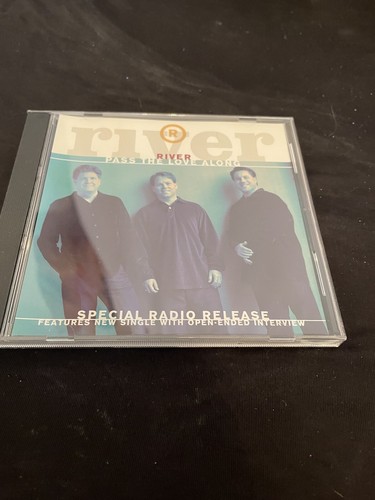 river
R
RIVER
PASS THE LOVE ALONG
SPECIAL RADIO RELEASE
FEATURES NEW SINGLE WITH OPEN-ENDED INTERVIEW